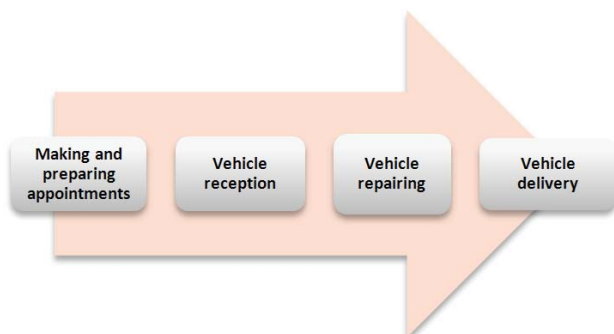 Making and
preparing
appointments
Vehicle
reception
Vehicle
repairing
Vehicle
delivery